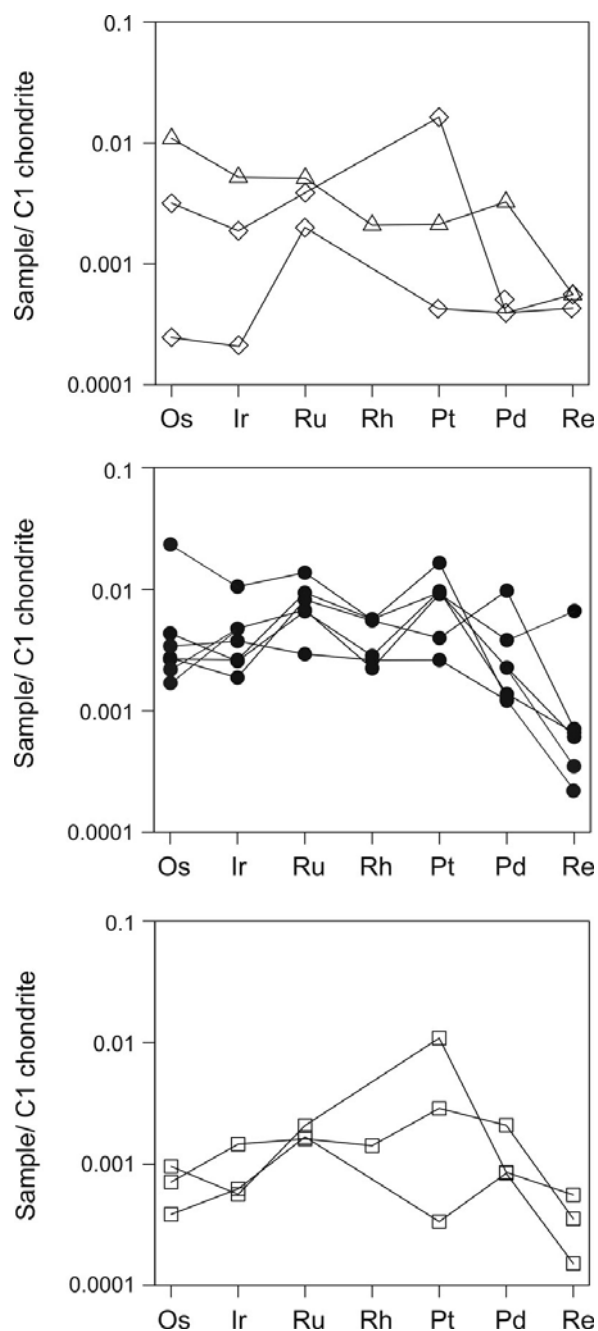 0.1
0.01
0.001
0.0001
Sample/ C1 chondrite
Os Ir Ru Rh Pt Pd Re
0.1
0.01
0.001
0.0001
Sample/ C1 chondrite
Os Ir Ru Rh Pt Pd Re
0.1
0.01
0.001
0.0001
Sample/ C1 chondrite
Os Ir Ru Rh Pt Pd Re